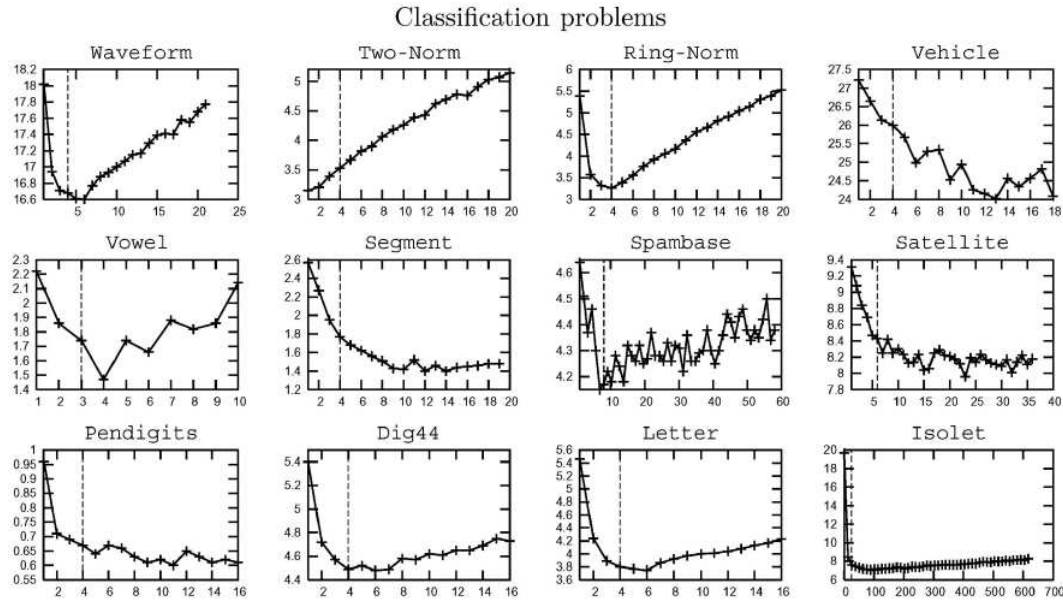 Classification problems
Waveform Two-Norm Ring-Norm Vehicle
18.2 18 17.8 17.6 17.4 17.2 17 16.8 16.6
5 10 15 20 25
5 4.5 4 3.5 3
2 4 6 8 10 12 14 16 18 20
6 5.5 5 4.5 4 3.5 3
2 4 6 8 10 12 14 16 18 20
27.5 27 26.5 26 25.5 25 24.5 24
2 4 6 8 10 12 14 16 18
Vowel Segment Spambase Satellite
2.3 2.2 2.1 2 1.9 1.8 1.7 1.6 1.5 1.4
1 2 3 4 5 6 7 8 9 10
2.6 2.4 2.2 2 1.8 1.6 1.4 1.2
2 4 6 8 10 12 14 16 18 20
4.6 4.5 4.4 4.3 4.2
10 20 30 40 50 60
9.4 9.2 9 8.8 8.6 8.4 8.2 8 7.8
5 10 15 20 25 30 35 40
Pendigits Dig44 Letter Isolet
1 0.95 0.9 0.85 0.8 0.75 0.7 0.65 0.6 0.55
2 4 6 8 10 12 14 16
5.4 5.2 5 4.8 4.6 4.4
2 4 6 8 10 12 14 16
5.6 5.4 5.2 5 4.8 4.6 4.4 4.2 4 3.8 3.6
2 4 6 8 10 12 14 16
20 18 16 14 12 10 8 6
0 100 200 300 400 500 600 700